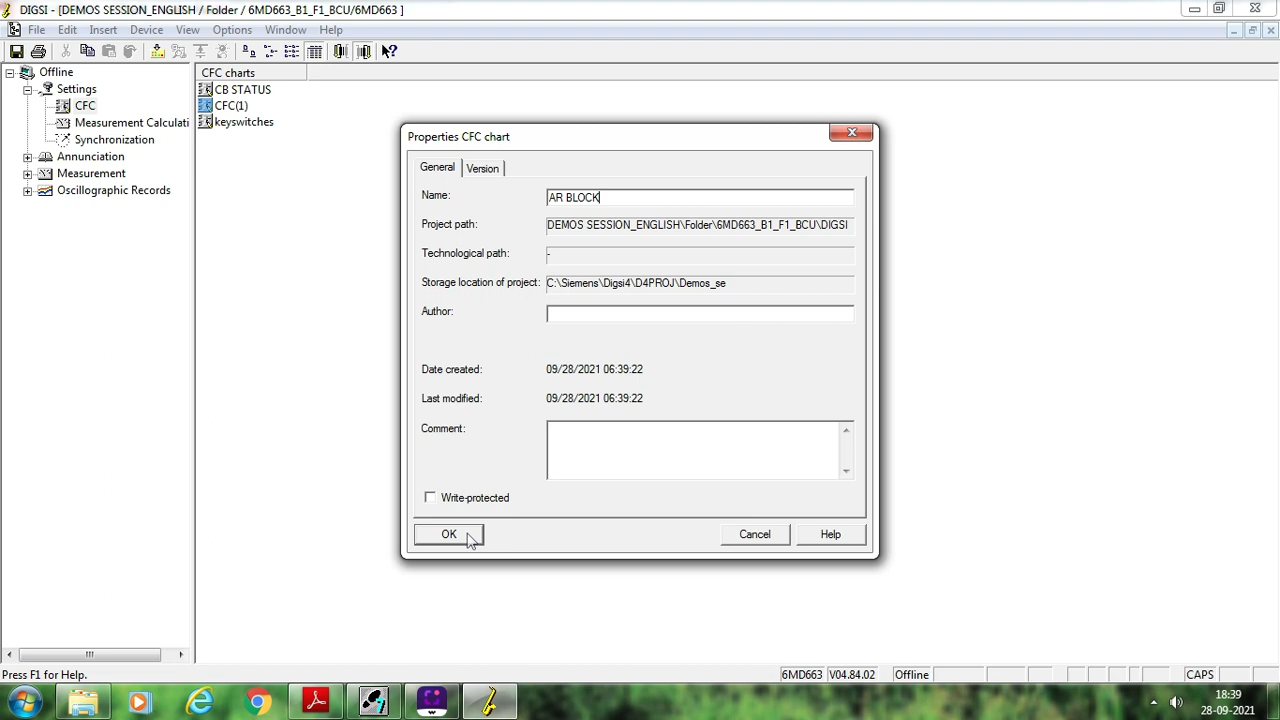 DIGSI - [DEMOS SESSION_ENGLISH / Folder / 6MD663_B1_F1_BCU/6MD663 ]
File Edit Insert Device View Options Window Help
Offline
Settings
CFC
Measurement Calculati
Synchronization
Annunciation
Measurement
Oscillographic Records
CFC charts
CB STATUS
CFC(1)
keyswitches
Properties CFC chart
General Version
Name: AR BLOCK
Project path: DEMOS SESSION_ENGLISH\Folder\6MD663_B1_F1_BCU\DIGSI
Technological path: -
Storage location of project: C:\Siemens\Digsi4\D4PROJ\Demos_se
Author:
Date created: 09/28/2021 06:39:22
Last modified: 09/28/2021 06:39:22
Comment:
Write-protected
OK Cancel Help
Press F1 for Help. 6MD663 V04.84.02 Offline CAPS
18:39
28-09-2021